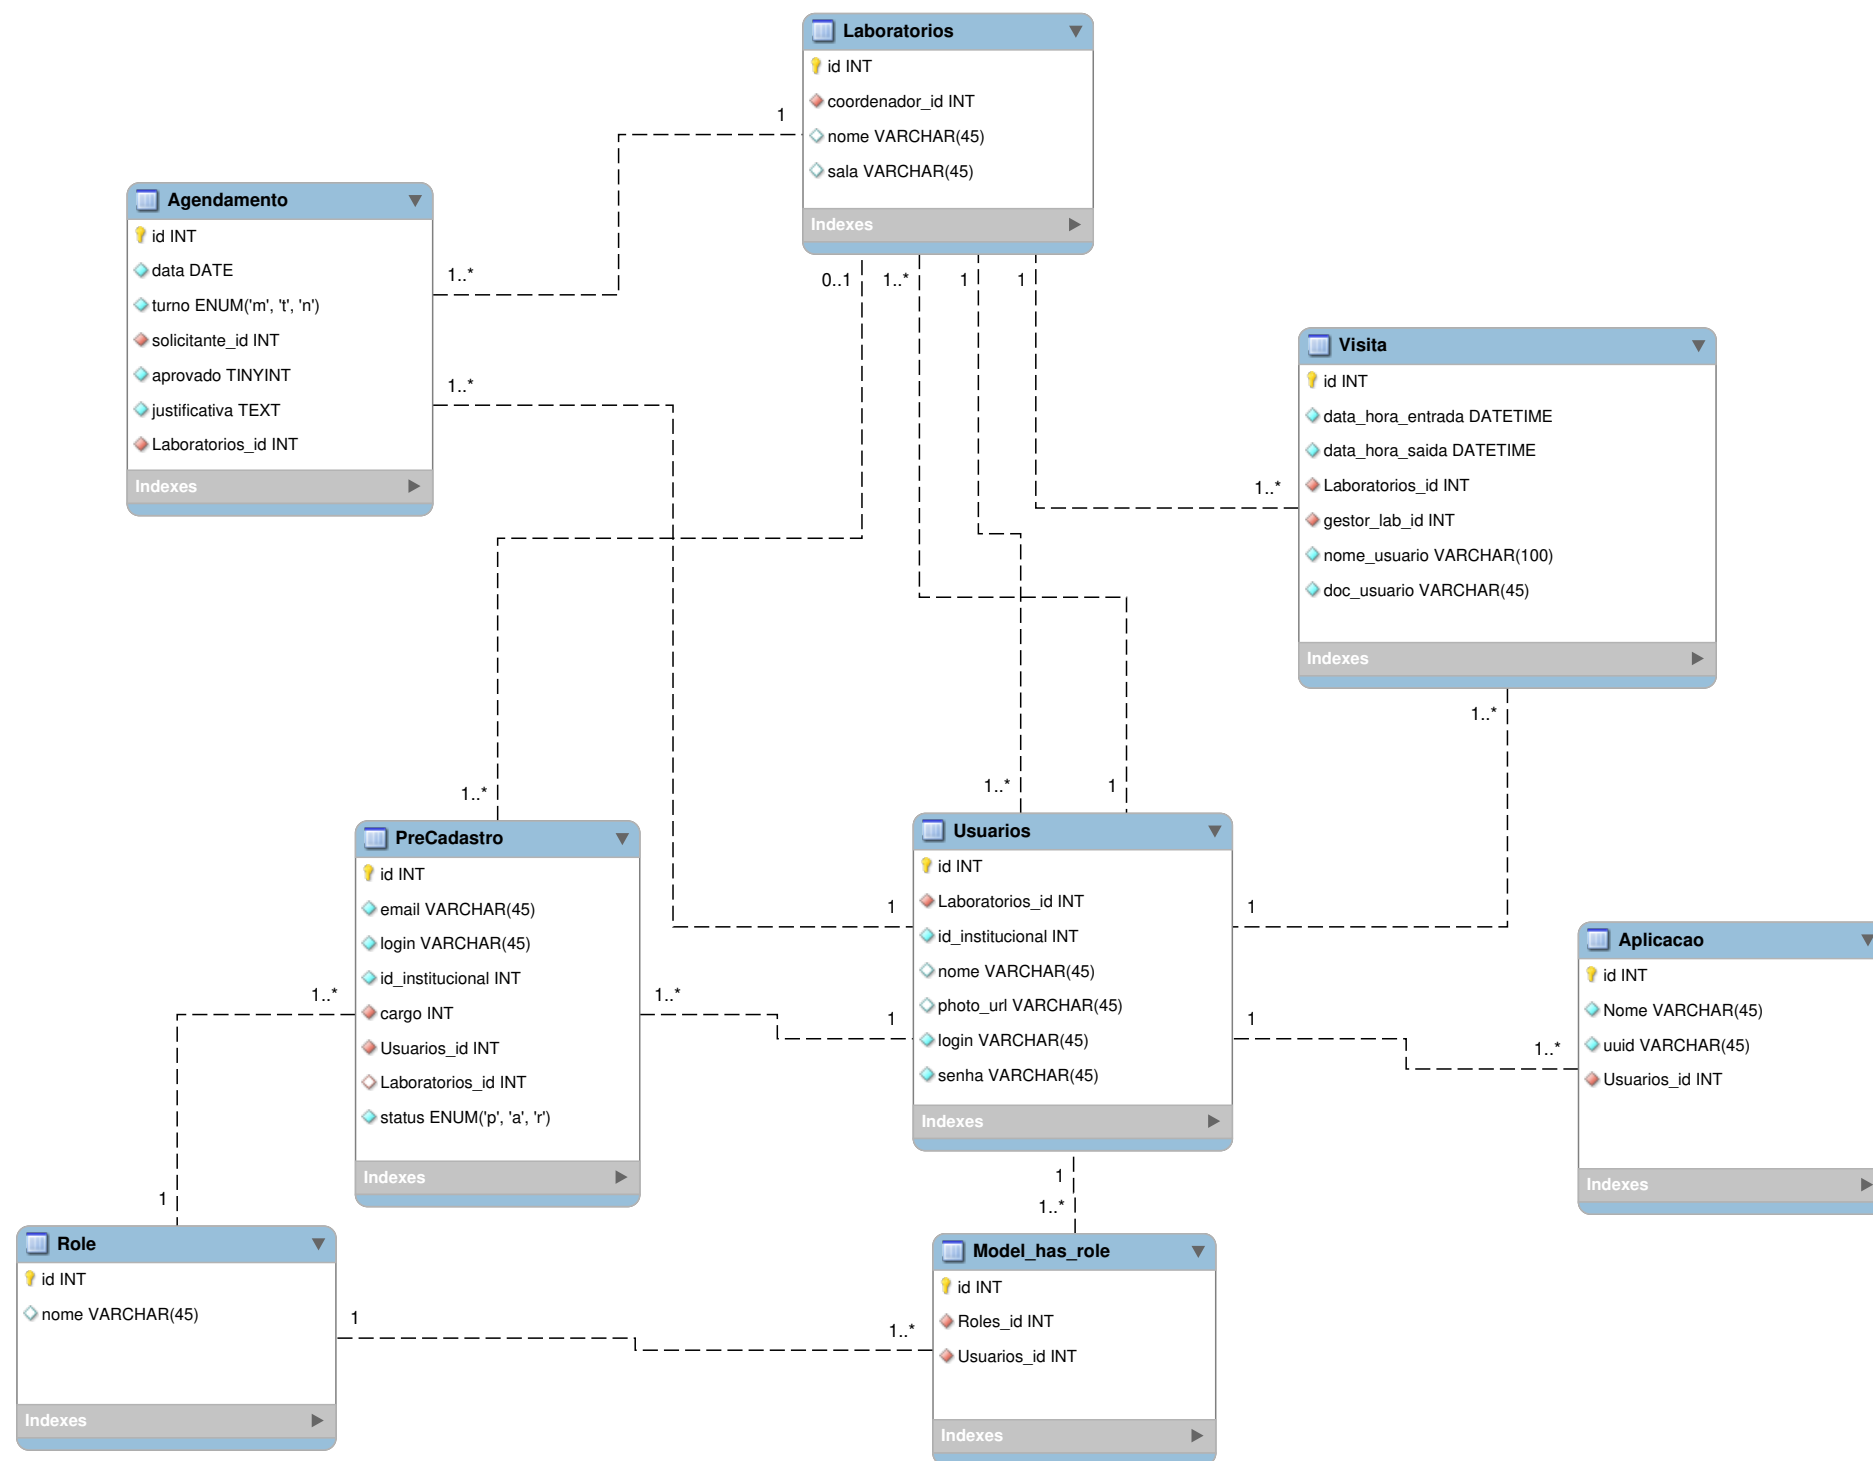 Laboratorios
id INT
coordenador_id INT
nome VARCHAR(45)
sala VARCHAR(45)
Indexes
1
0..1
1..*
1
1
Agendamento
id INT
data DATE
turno ENUM('m', 't', 'n')
solicitante_id INT
aprovado TINYINT
justificativa TEXT
Laboratorios_id INT
Indexes
1..*
1..*
Visita
id INT
data_hora_entrada DATETIME
data_hora_saida DATETIME
Laboratorios_id INT
gestor_lab_id INT
nome_usuario VARCHAR(100)
doc_usuario VARCHAR(45)
Indexes
1..*
1..*
PreCadastro
id INT
email VARCHAR(45)
login VARCHAR(45)
id_institucional INT
cargo INT
Usuarios_id INT
Laboratorios_id INT
status ENUM('p', 'a', 'r')
Indexes
1..*
1..*
1..*
Usuarios
id INT
Laboratorios_id INT
id_institucional INT
nome VARCHAR(45)
photo_url VARCHAR(45)
login VARCHAR(45)
senha VARCHAR(45)
Indexes
1..*
1
1
1
1
1
1
Aplicacao
id INT
Nome VARCHAR(45)
uuid VARCHAR(45)
Usuarios_id INT
Indexes
1..*
Role
id INT
nome VARCHAR(45)
Indexes
1
1
Model_has_role
id INT
Roles_id INT
Usuarios_id INT
Indexes
1..*
1..*